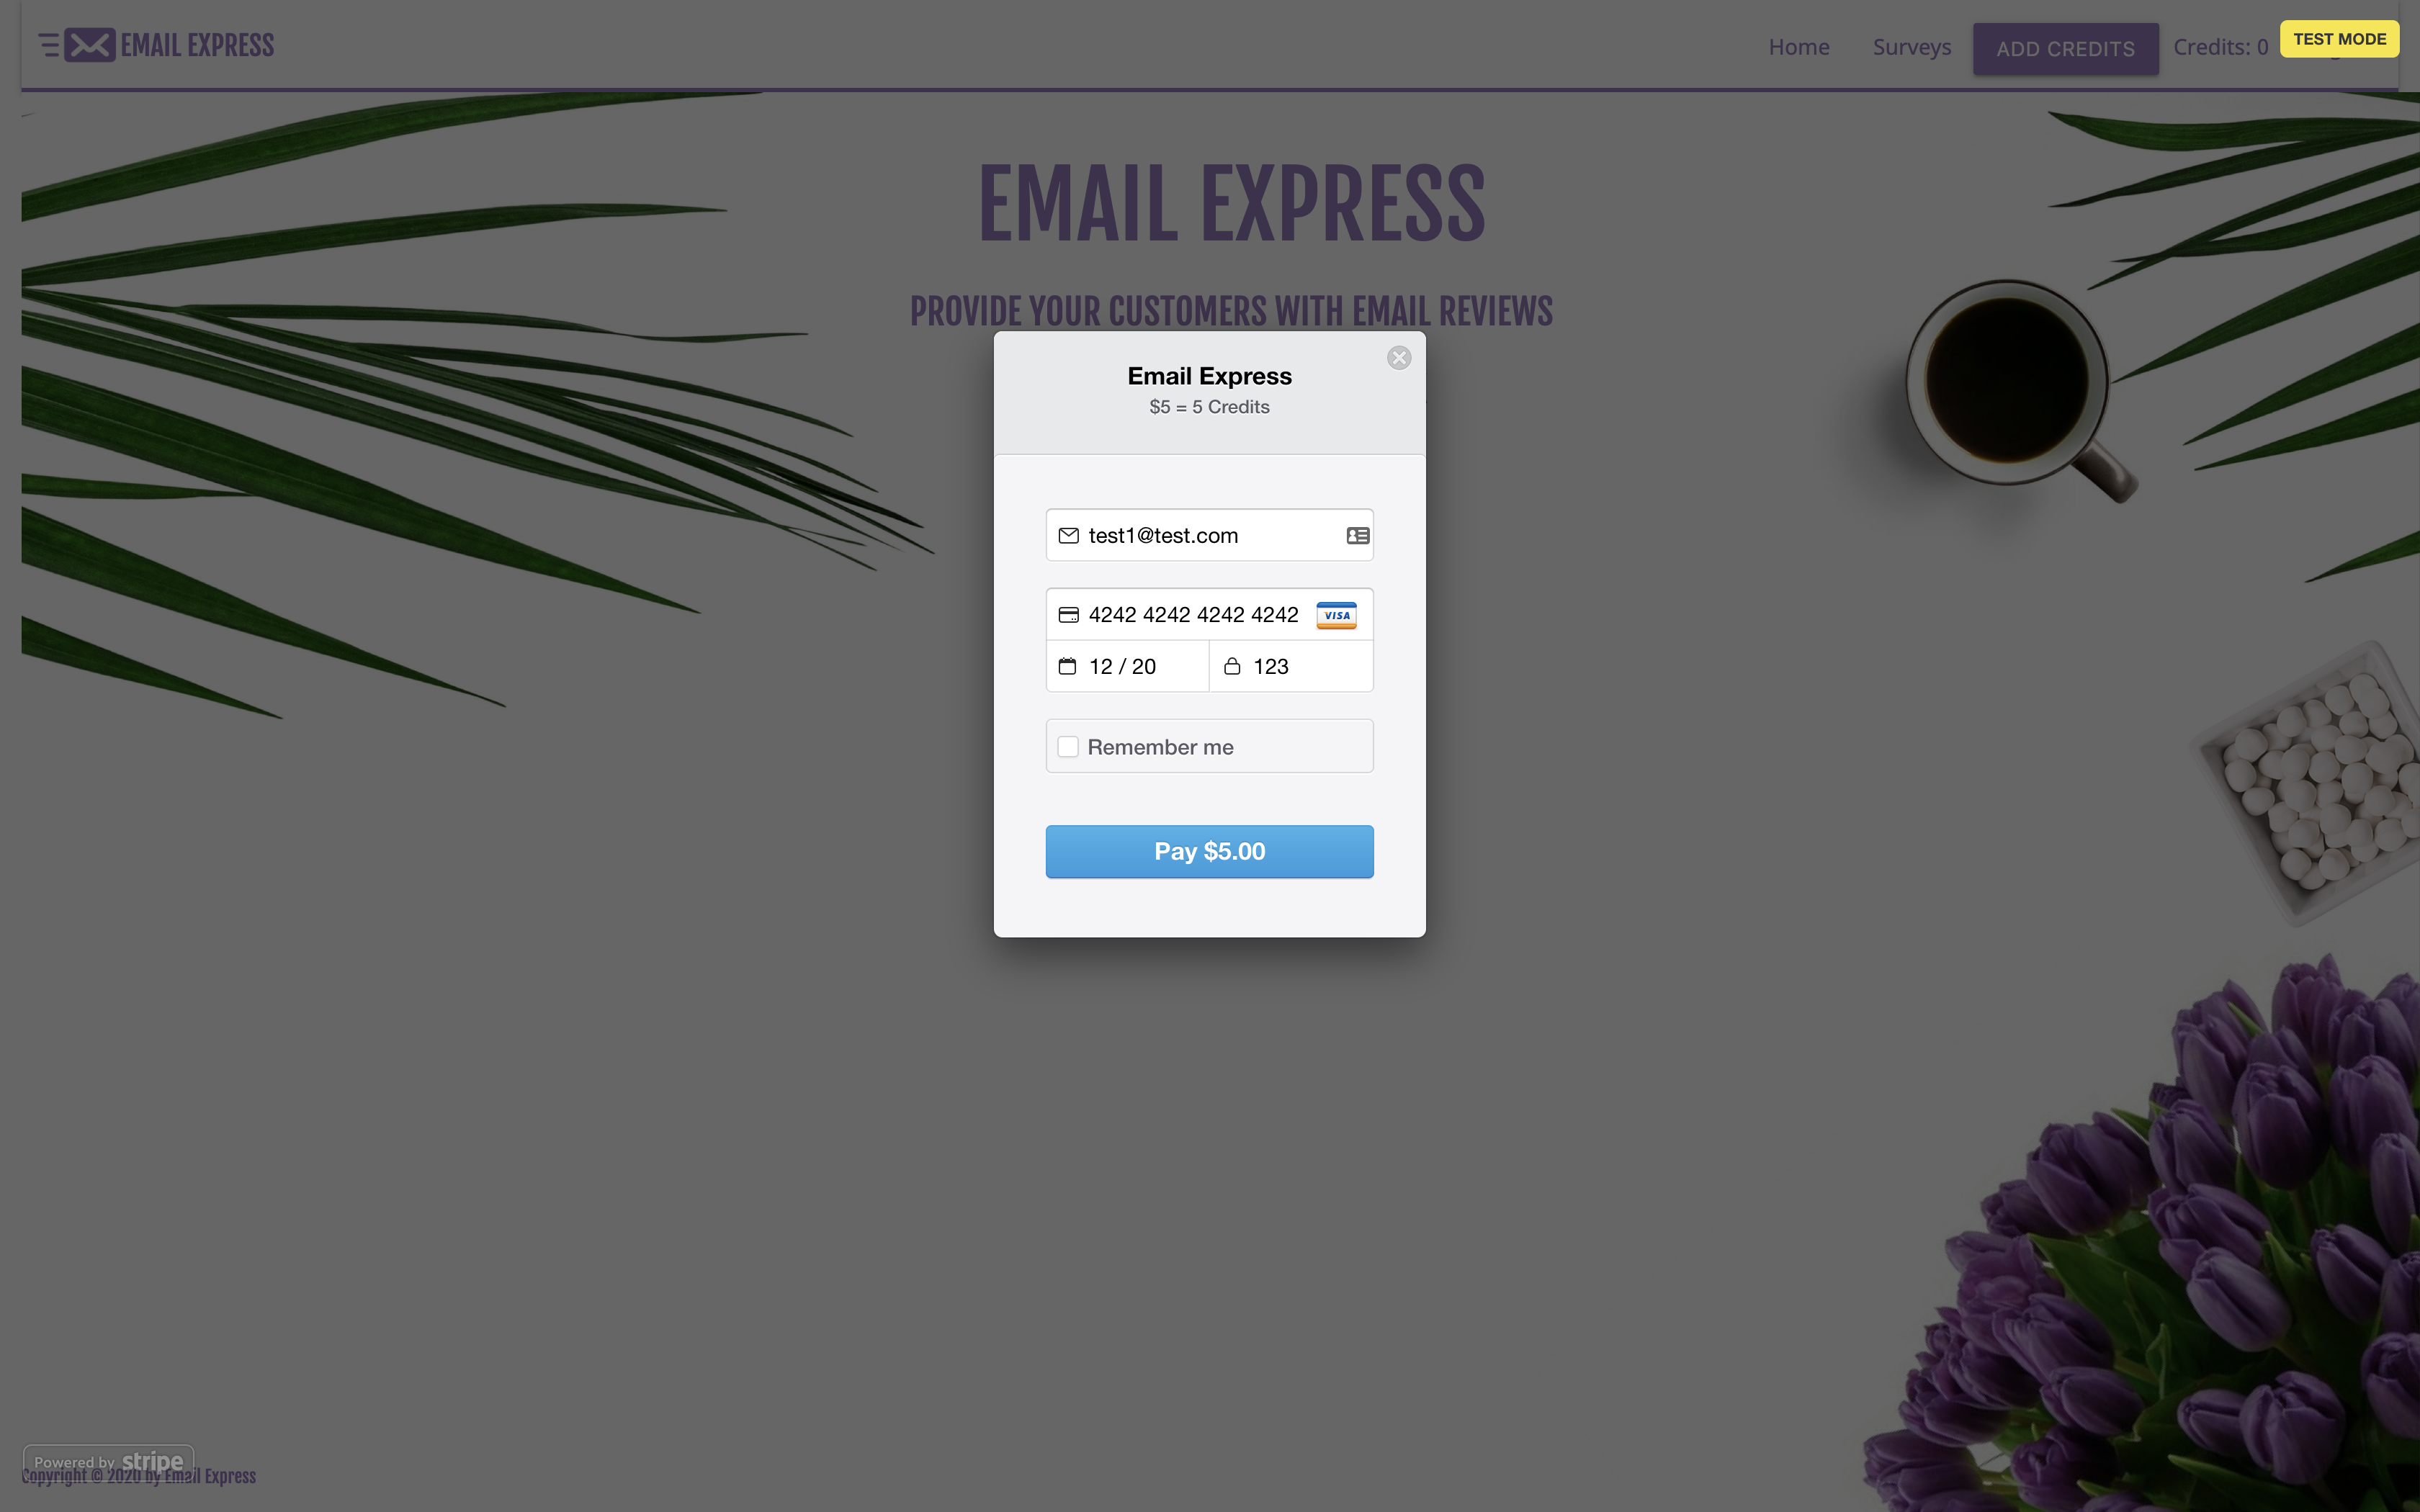 EMAIL EXPRESS
Home Surveys ADD CREDITS Credits: 0 TEST MODE
EMAIL EXPRESS
PROVIDE YOUR CUSTOMERS WITH EMAIL REVIEWS
Email Express
$5 = 5 Credits
test1@test.com
4242 4242 4242 4242 VISA
12 / 20 123
Remember me
Pay $5.00
Powered by stripe
Copyright © 2020 by Email Express